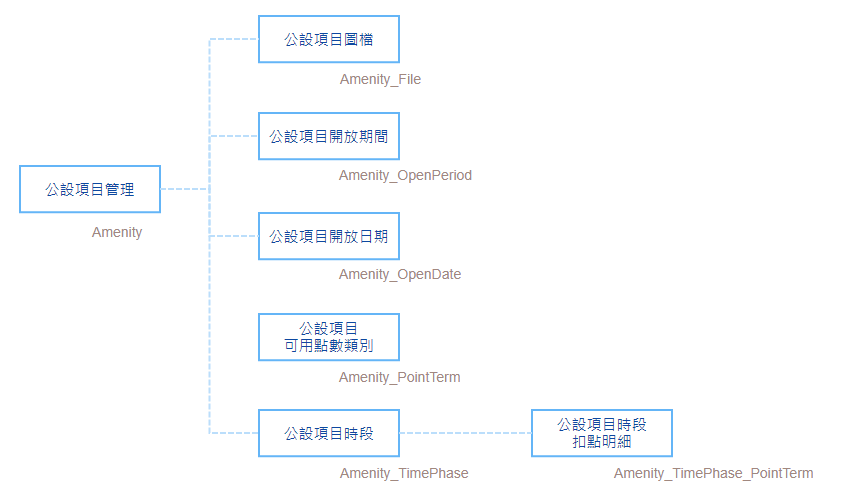 公設項目圖檔
Amenity_File
公設項目開放期間
Amenity_OpenPeriod
公設項目管理
Amenity
公設項目開放日期
Amenity_OpenDate
公設項目
可用點數類別
Amenity_PointTerm
公設項目時段
Amenity_TimePhase
公設項目時段
扣點明細
Amenity_TimePhase_PointTerm